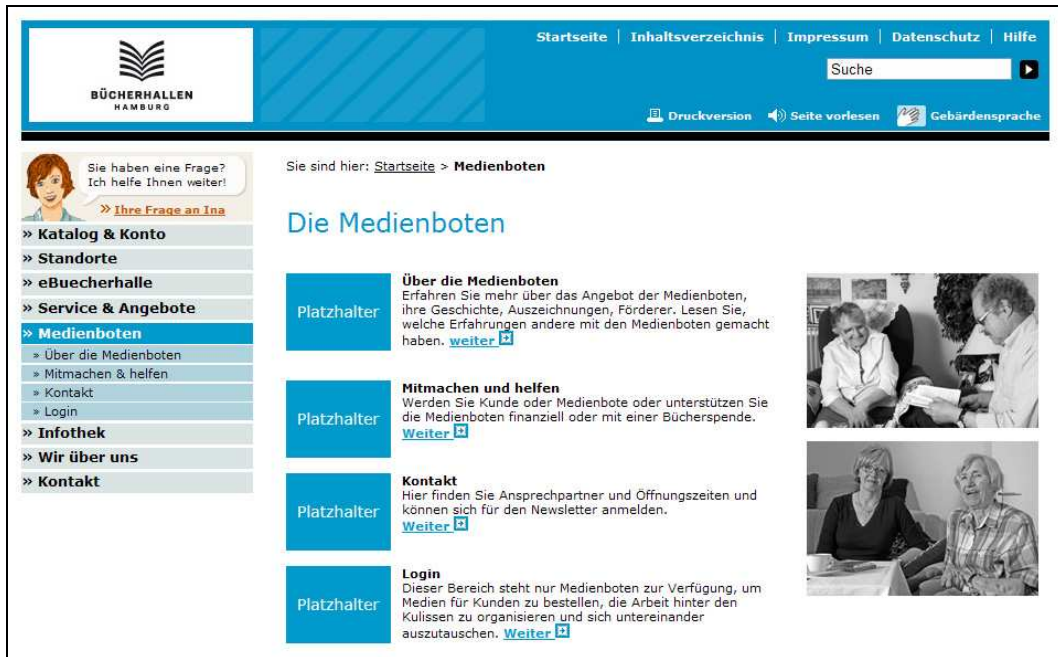 BÜCHERHALLEN
HAMBURG
Startseite | Inhaltsverzeichnis | Impressum | Datenschutz | Hilfe
Suche
Druckversion Seite vorlesen Gebärdensprache
Sie haben eine Frage?
Ich helfe Ihnen weiter!
» Ihre Frage an Ina
» Katalog & Konto
» Standorte
» eBuecherhalle
» Service & Angebote
» Medienboten
» Über die Medienboten
» Mitmachen & helfen
» Kontakt
» Login
» Infothek
» Wir über uns
» Kontakt
Sie sind hier: Startseite > Medienboten
Die Medienboten
Platzhalter
Über die Medienboten
Erfahren Sie mehr über das Angebot der Medienboten,
ihre Geschichte, Auszeichnungen, Förderer. Lesen Sie,
welche Erfahrungen andere mit den Medienboten gemacht
haben. weiter
Platzhalter
Mitmachen und helfen
Werden Sie Kunde oder Medienbote oder unterstützen Sie
die Medienboten finanziell oder mit einer Bücherspende.
Weiter
Platzhalter
Kontakt
Hier finden Sie Ansprechpartner und Öffnungszeiten und
können sich für den Newsletter anmelden.
Weiter
Platzhalter
Login
Dieser Bereich steht nur Medienboten zur Verfügung, um
Medien für Kunden zu bestellen, die Arbeit hinter den
Kulissen zu organisieren und sich untereinander
auszutauschen. Weiter